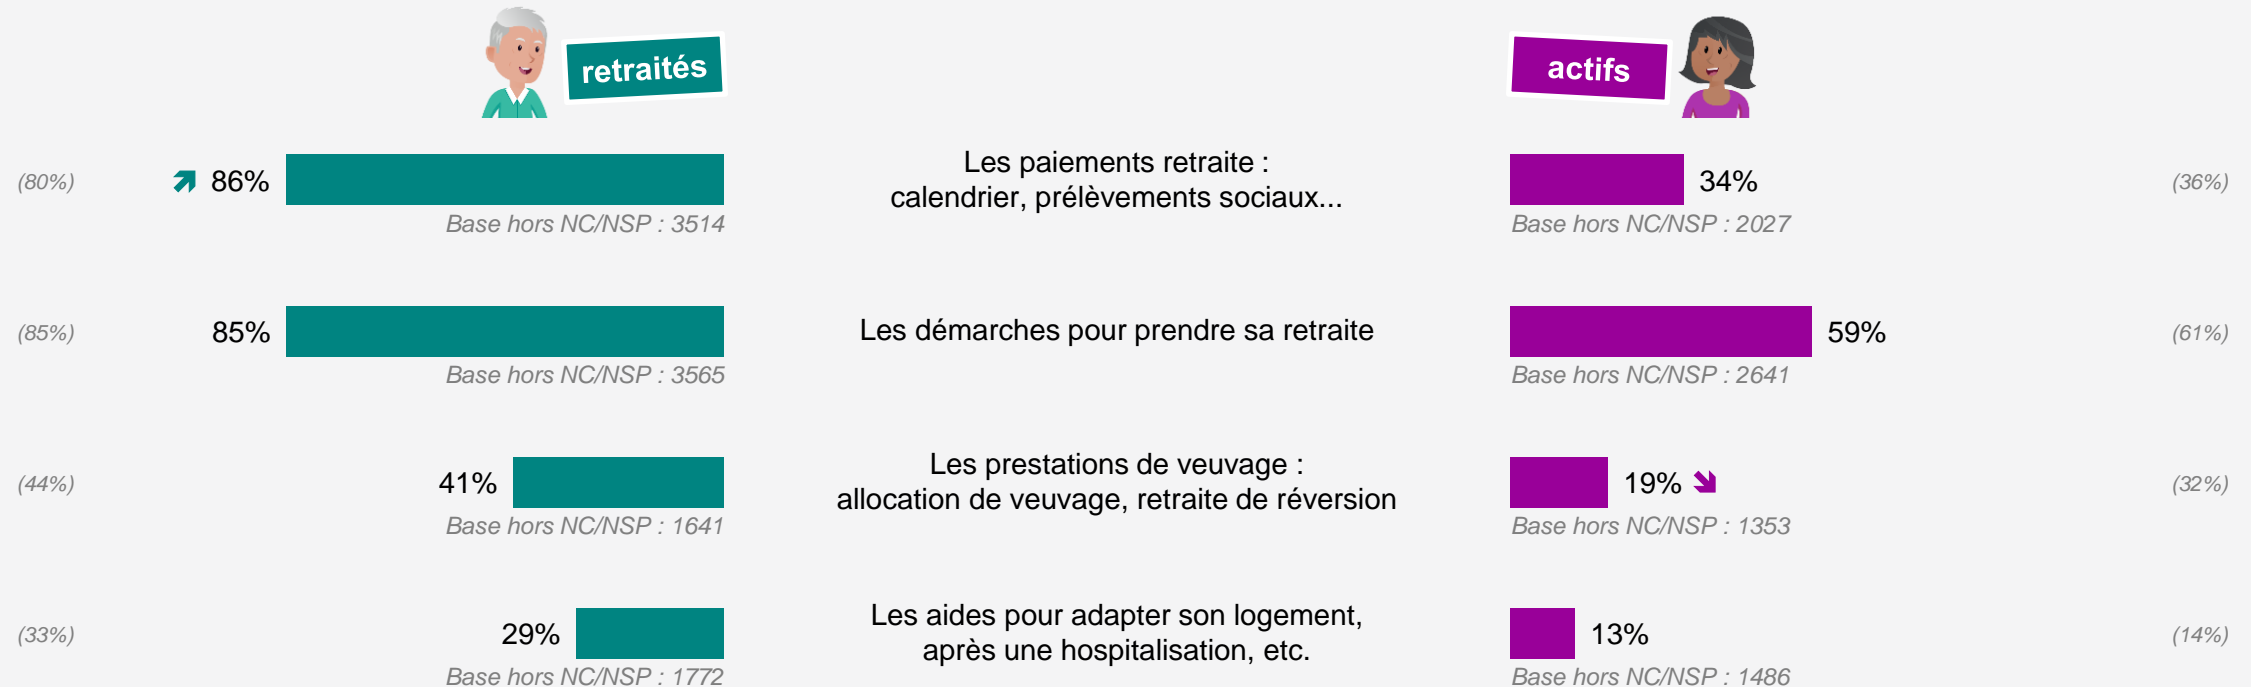 retraités
actifs
(80%)
86%
Les paiements retraite :
calendrier, prélèvements sociaux...
34%
(36%)
Base hors NC/NSP : 3514
Base hors NC/NSP : 2027
(85%)
85%
Les démarches pour prendre sa retraite
59%
(61%)
Base hors NC/NSP : 3565
Base hors NC/NSP : 2641
(44%)
41%
Les prestations de veuvage :
allocation de veuvage, retraite de réversion
19%
(32%)
Base hors NC/NSP : 1641
Base hors NC/NSP : 1353
(33%)
29%
Les aides pour adapter son logement,
après une hospitalisation, etc.
13%
(14%)
Base hors NC/NSP : 1772
Base hors NC/NSP : 1486